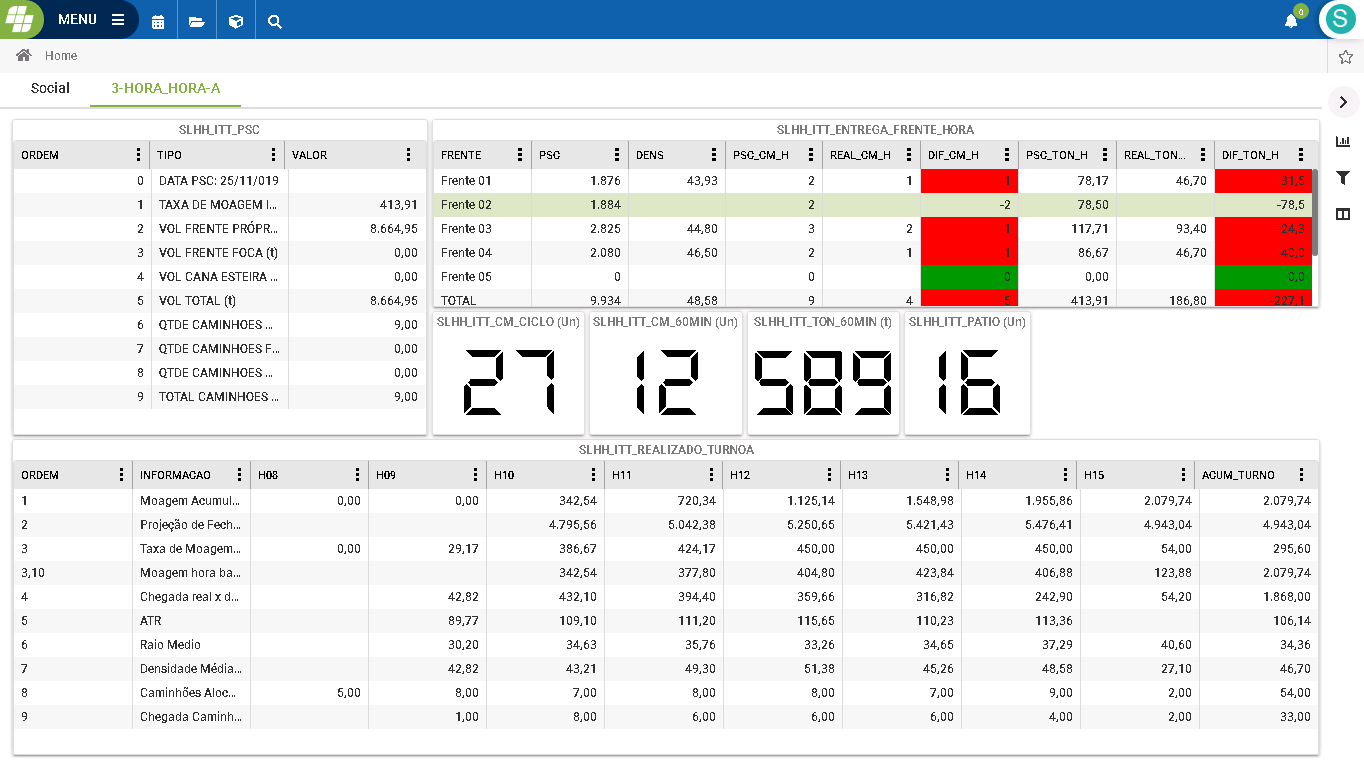 MENU
0
S
Home
Social 3-HORA_HORA-A
SLHH_ITT_PSC
ORDEM TIPO VALOR
0 DATA PSC: 25/11/019
1 TAXA DE MOAGEM I... 413,91
2 VOL FRENTE PRÓPR... 8.664,95
3 VOL FRENTE FOCA (t) 0,00
4 VOL CANA ESTEIRA ... 0,00
5 VOL TOTAL (t) 8.664,95
6 QTDE CAMINHOES ... 9,00
7 QTDE CAMINHOES F... 0,00
8 QTDE CAMINHOES ... 0,00
9 TOTAL CAMINHOES ... 9,00
SLHH_ITT_ENTREGA_FRENTE_HORA
FRENTE PSC DENS PSC_CM_H REAL_CM_H DIF_CM_H PSC_TON_H REAL_TON... DIF_TON_H
Frente 01 1.876 43,93 2 1 -1 78,17 46,70 -31,5
Frente 02 1.884 2 -2 78,50 -78,5
Frente 03 2.825 44,80 3 2 -1 117,71 93,40 -24,3
Frente 04 2.080 46,50 2 1 -1 86,67 46,70 -40,0
Frente 05 0 0 0 0,00 0,0
TOTAL 9.934 48,58 9 4 -5 413,91 186,80 -227,1
SLHH_ITT_CM_CICLO (Un) SLHH_ITT_CM_60MIN (Un) SLHH_ITT_TON_60MIN (t) SLHH_ITT_PATIO (Un)
27 12 589 16
SLHH_ITT_REALIZADO_TURNOA
ORDEM INFORMACAO H08 H09 H10 H11 H12 H13 H14 H15 ACUM_TURNO
1 Moagem Acumul... 0,00 0,00 342,54 720,34 1.125,14 1.548,98 1.955,86 2.079,74 2.079,74
2 Projeção de Fech... 4.795,56 5.042,38 5.250,65 5.421,43 5.476,41 4.943,04 4.943,04
3 Taxa de Moagem... 0,00 29,17 386,67 424,17 450,00 450,00 450,00 54,00 295,60
3,10 Moagem hora ba... 342,54 377,80 404,80 423,84 406,88 123,88 2.079,74
4 Chegada real x d... 42,82 432,10 394,40 359,66 316,82 242,90 54,20 1.868,00
5 ATR 89,77 109,10 111,20 115,65 110,23 113,36 106,14
6 Raio Medio 30,20 34,63 35,76 33,26 34,65 37,29 40,60 34,36
7 Densidade Média... 42,82 43,21 49,30 51,38 45,26 48,58 27,10 46,70
8 Caminhões Aloc... 5,00 8,00 7,00 8,00 8,00 7,00 9,00 2,00 54,00
9 Chegada Caminh... 1,00 8,00 6,00 6,00 6,00 4,00 2,00 33,00